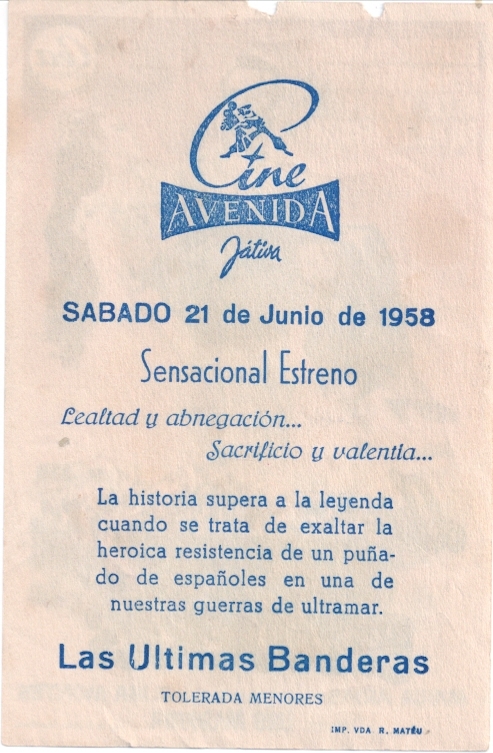 Cine
AVENIDA
Játiva
SABADO 21 de Junio de 1958
Sensacional Estreno
Lealtad y abnegación...
Sacrificio y valentia...
La historia supera a la leyenda
cuando se trata de exaltar la
heroica resistencia de un puña-
do de españoles en una de
nuestras guerras de ultramar.
Las Ultimas Banderas
TOLERADA MENORES
IMP. VDA R. MATÉU